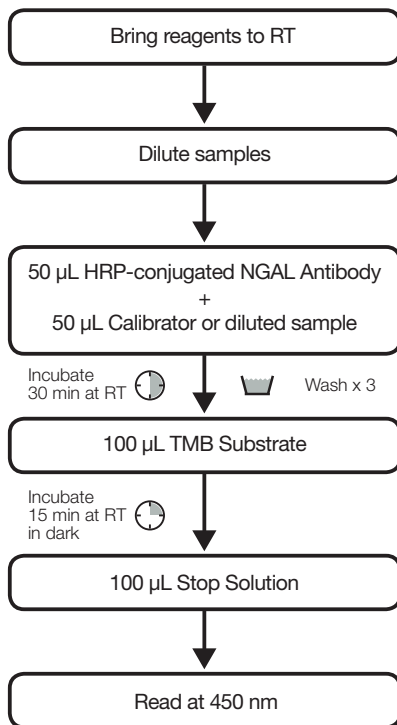 Bring reagents to RT
Dilute samples
50 µL HRP-conjugated NGAL Antibody
+
50 µL Calibrator or diluted sample
Incubate
30 min at RT
Wash x 3
100 µL TMB Substrate
Incubate
15 min at RT
in dark
100 µL Stop Solution
Read at 450 nm